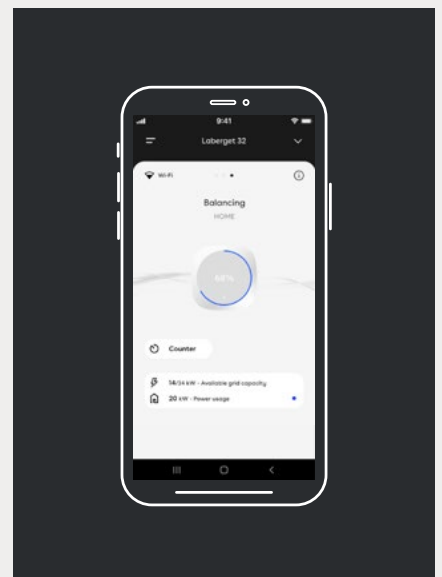 9:41
Laberget 32
Wi-Fi
Balancing
HOME
68%
Counter
14/34 kW - Available grid capacity
20 kW - Power usage